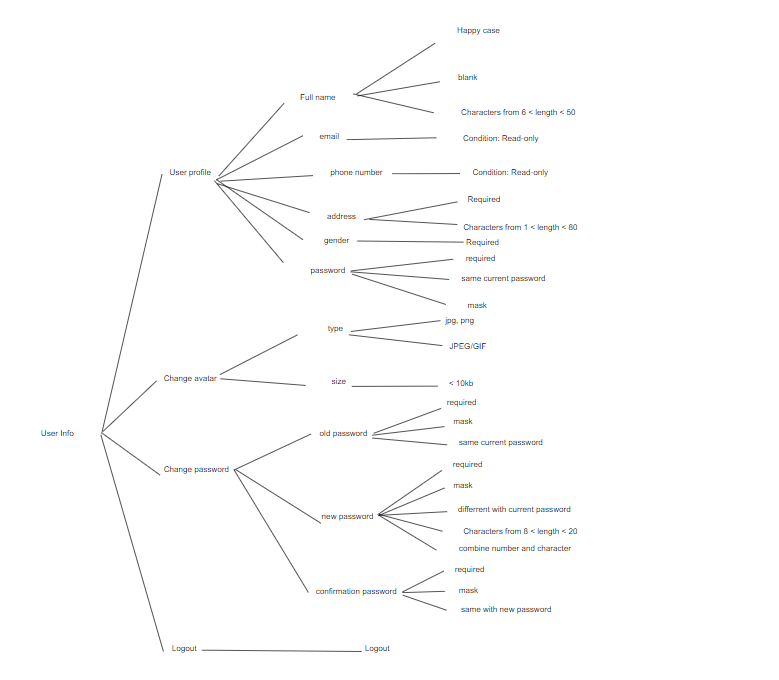 Happy case
blank
Full name
Characters from 6 < length < 50
email
Condition: Read-only
User profile
phone number
Condition: Read-only
Required
address
Characters from 1 < length < 80
gender
Required
required
password
same current password
mask
jpg, png
type
JPEG/GIF
Change avatar
size
< 10kb
required
mask
User Info
old password
same current password
required
Change password
mask
differrent with current password
new password
Characters from 8 < length < 20
combine number and character
required
confirmation password
mask
same with new password
Logout
Logout